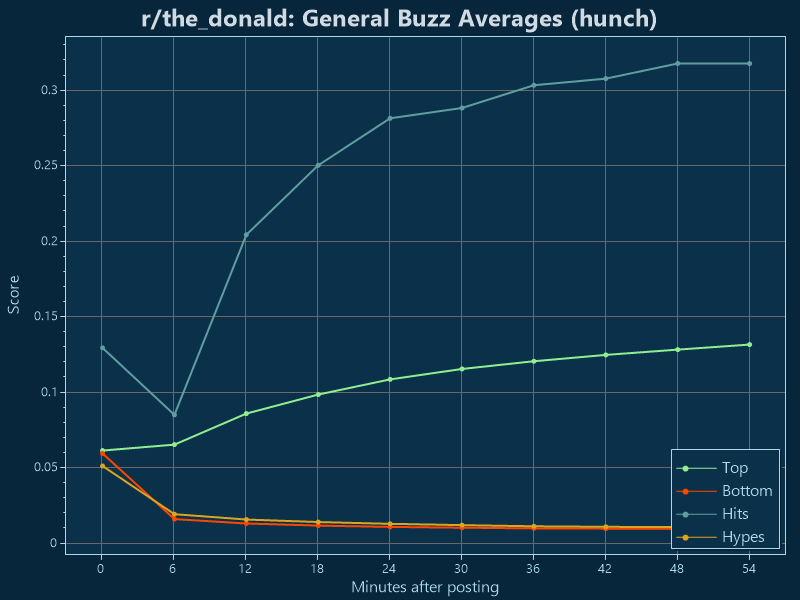 r/the_donald: General Buzz Averages (hunch)
0.3
0.25
0.2
0.15
0.1
0.05
0
Score
Top
Bottom
Hits
Hypes
0 6 12 18 24 30 36 42 48 54
Minutes after posting